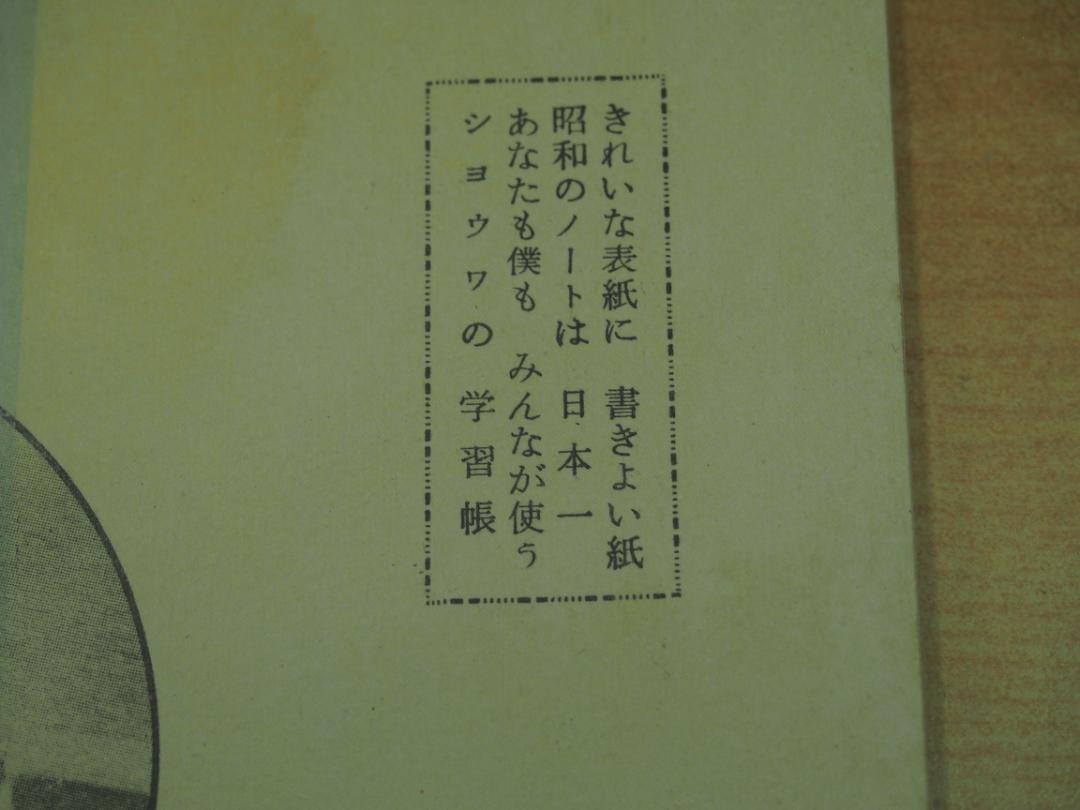 きれいな表紙に　書きよい紙
昭和のノートは　日本一
あなたも僕も　みんなが使う
シヨウワの　学習帳